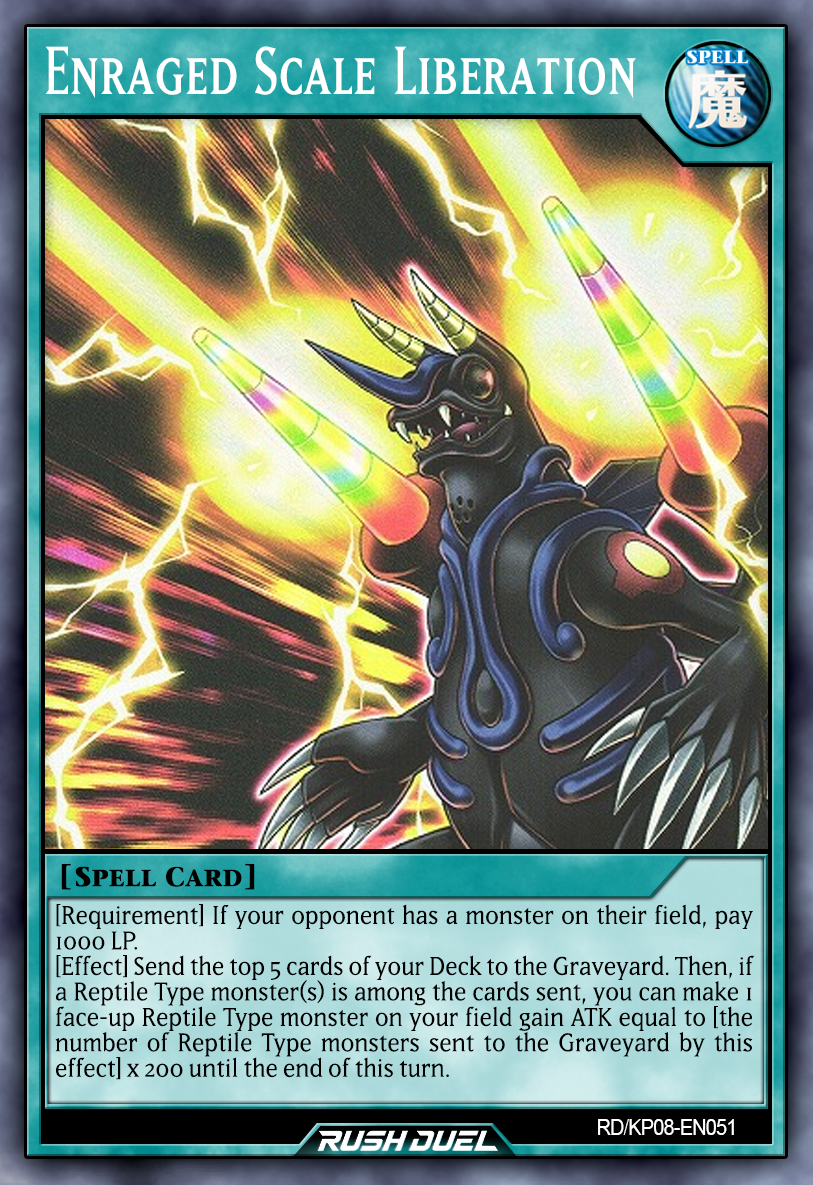 Enraged Scale Liberation
SPELL
魔
[Spell Card]
[Requirement] If your opponent has a monster on their field, pay
1000 LP.
[Effect] Send the top 5 cards of your Deck to the Graveyard. Then, if
a Reptile Type monster(s) is among the cards sent, you can make 1
face-up Reptile Type monster on your field gain ATK equal to [the
number of Reptile Type monsters sent to the Graveyard by this
effect] x 200 until the end of this turn.
RD/KP08-EN051
RUSH DUEL